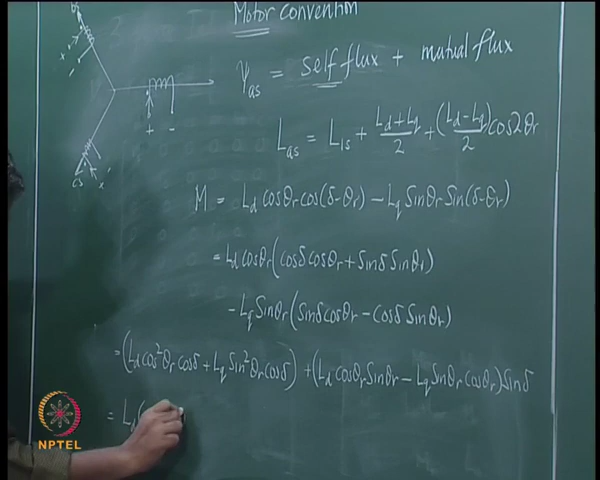 Motor convention
ψas = self flux + mutual flux
Las = L1s + (Ld+Lq)/2 + ((Ld-Lq)/2) cos2θr
M = Ld cosθr cos(δ-θr) - Lq Sinθr Sin(δ-θr)
= Ld cosθr (cosδ cosθr + Sinδ Sinθr)
- Lq Sinθr (Sinδ cosθr - cosδ Sinθr)
= (Ld cos²θr cosδ + Lq Sin²θr cosδ) + (Ld cosθr Sinθr - Lq Sinθr cosθr) Sinδ
= Ld (
+ -
cs
x'
NPTEL